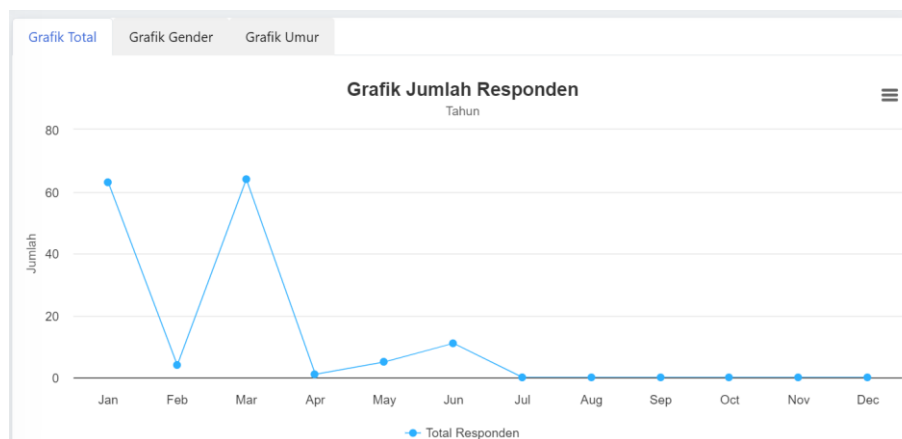 Grafik Total Grafik Gender Grafik Umur
Grafik Jumlah Responden
Tahun
80
60
40
20
0
Jumlah
Jan Feb Mar Apr May Jun Jul Aug Sep Oct Nov Dec
Total Responden